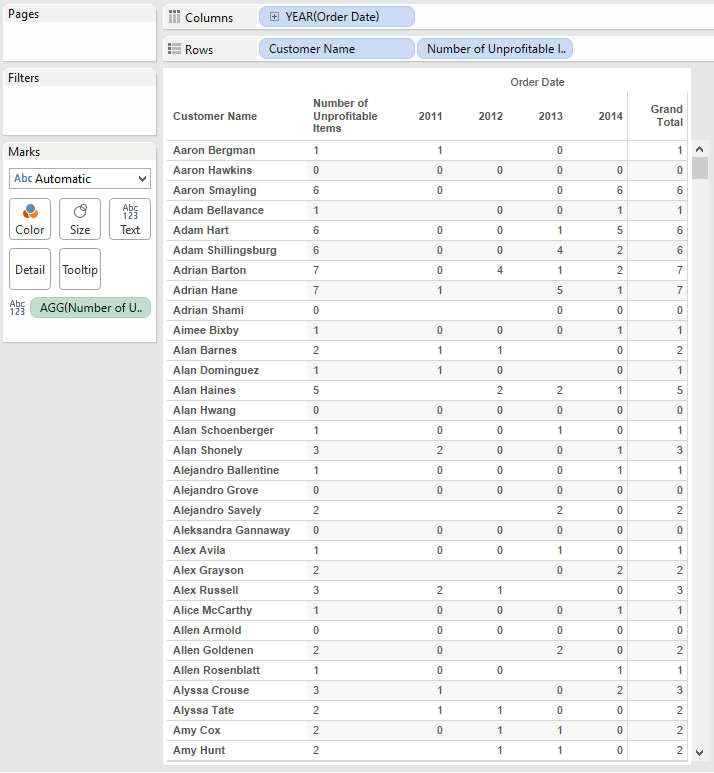 Pages
Columns
YEAR(Order Date)
Rows
Customer Name Number of Unprofitable I..
Filters
Marks
Abc Automatic
Color Size Abc 123 Text
Detail Tooltip
Abc 123 AGG(Number of U..
Order Date
Customer Name Number of Unprofitable Items 2011 2012 2013 2014 Grand Total
Aaron Bergman 1 1 0 1
Aaron Hawkins 0 0 0 0 0 0
Aaron Smayling 6 0 0 6 6
Adam Bellavance 1 0 0 1 1
Adam Hart 6 0 0 1 5 6
Adam Shillingsburg 6 0 0 4 2 6
Adrian Barton 7 0 4 1 2 7
Adrian Hane 7 1 5 1 7
Adrian Shami 0 0 0 0
Aimee Bixby 1 0 0 0 1 1
Alan Barnes 2 1 1 0 2
Alan Dominguez 1 1 0 0 1
Alan Haines 5 2 2 1 5
Alan Hwang 0 0 0 0 0 0
Alan Schoenberger 1 0 0 1 0 1
Alan Shonely 3 2 0 0 1 3
Alejandro Ballentine 1 0 0 0 1 1
Alejandro Grove 0 0 0 0 0 0
Alejandro Savely 2 2 0 2
Aleksandra Gannaway 0 0 0 0 0 0
Alex Avila 1 0 0 1 0 1
Alex Grayson 2 0 2 2
Alex Russell 3 2 1 0 3
Alice McCarthy 1 0 0 0 1 1
Allen Armold 0 0 0 0 0 0
Allen Goldenen 2 0 2 0 2
Allen Rosenblatt 1 0 0 1 1
Alyssa Crouse 3 1 0 2 3
Alyssa Tate 2 1 1 0 0 2
Amy Cox 2 0 1 1 0 2
Amy Hunt 2 1 1 0 2